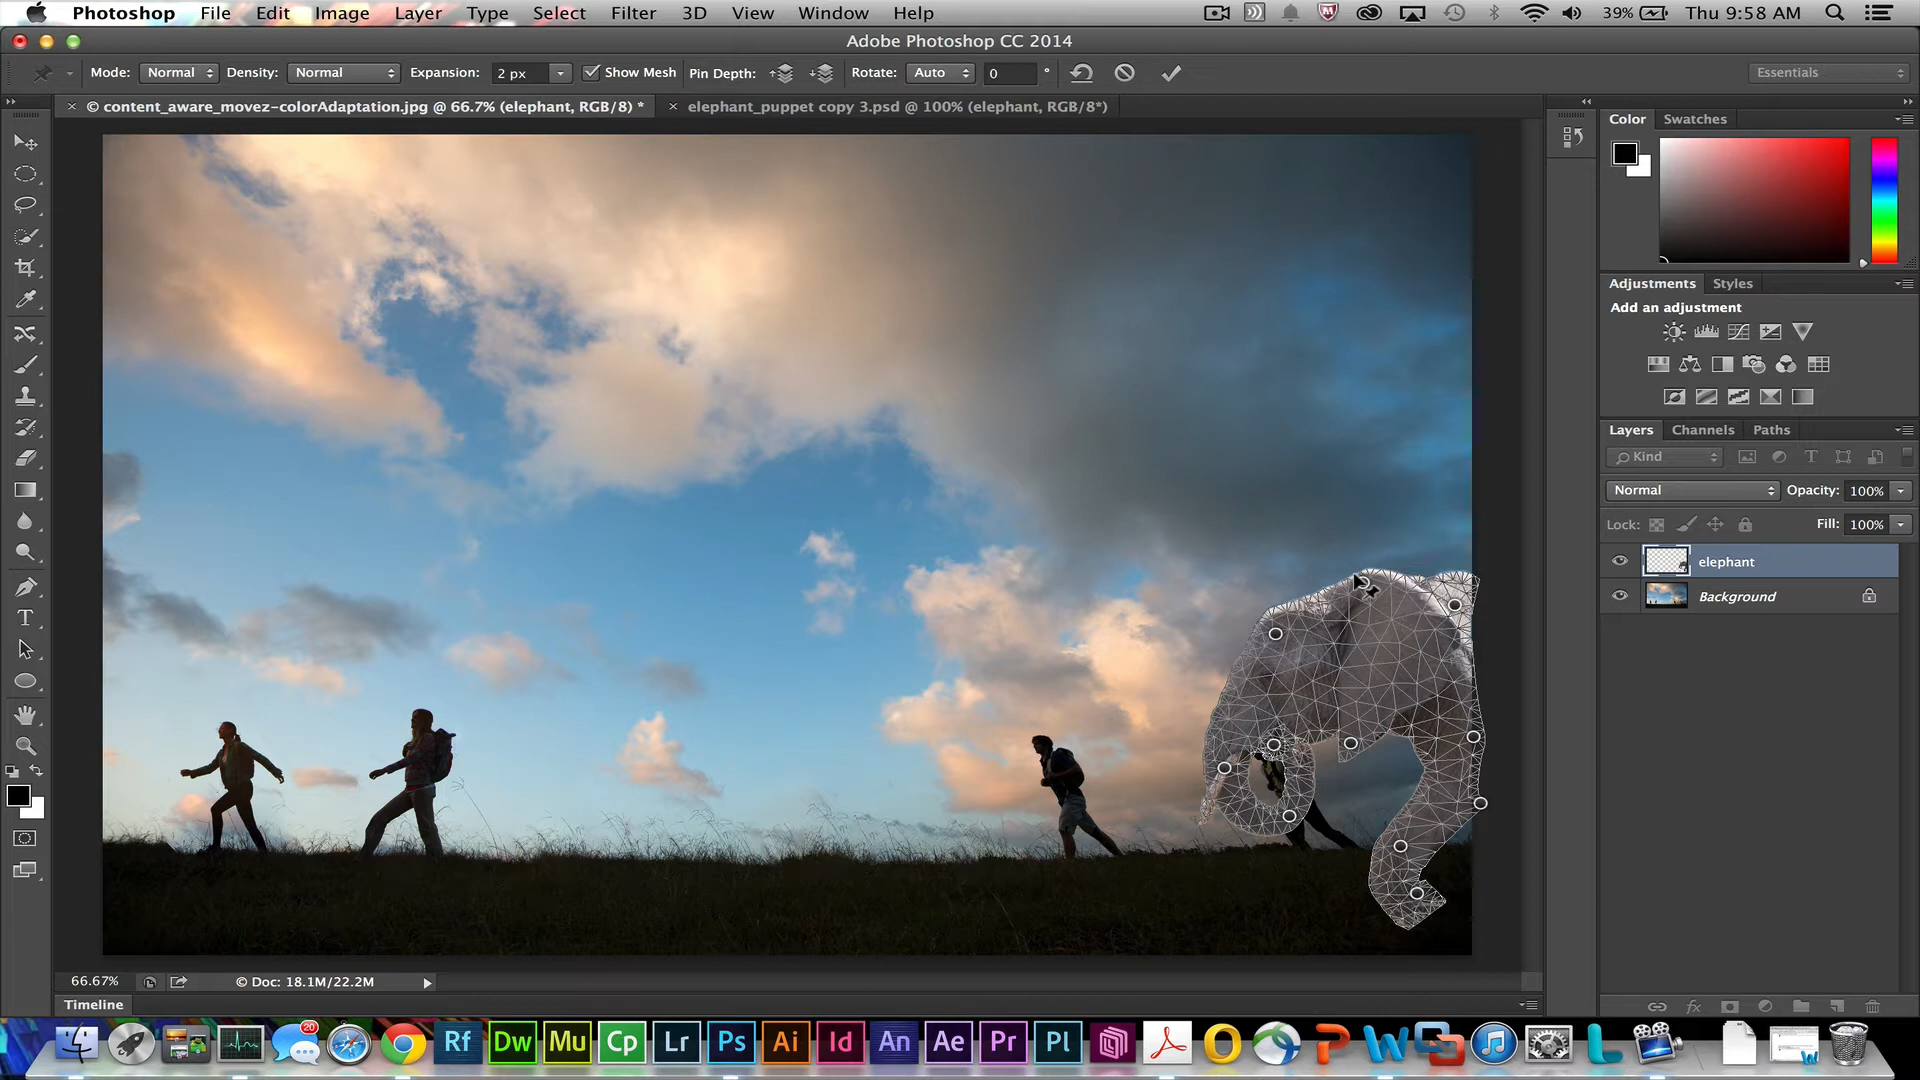 Photoshop File Edit Image Layer Type Select Filter 3D View Window Help 39% Thu 9:58 AM
Adobe Photoshop CC 2014
Mode: Normal Density: Normal Expansion: 2 px Show Mesh Pin Depth: Rotate: Auto 0 ° Essentials
× © content_aware_movez-colorAdaptation.jpg @ 66.7% (elephant, RGB/8) * × elephant_puppet copy 3.psd @ 100% (elephant, RGB/8*)
Color Swatches
Adjustments Styles
Add an adjustment
Layers Channels Paths
Kind
Normal Opacity: 100%
Lock: Fill: 100%
elephant
Background
66.67% © Doc: 18.1M/22.2M
Timeline
20
Rf Dw Mu Cp Lr Ps Ai Id An Ae Pr Pl